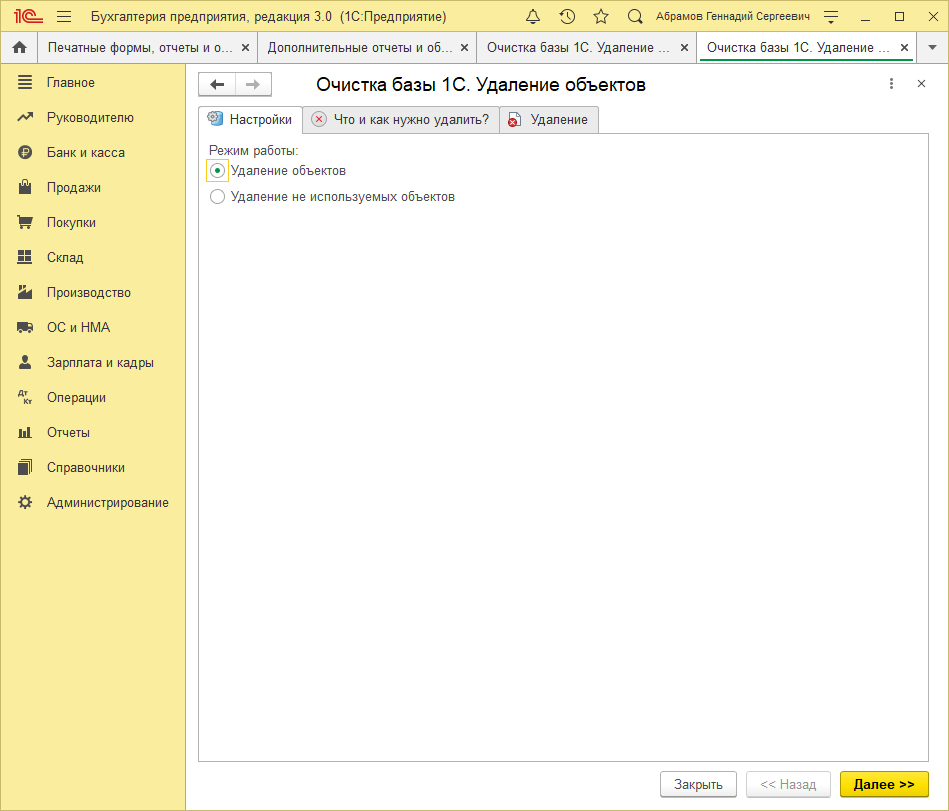 1С Бухгалтерия предприятия, редакция 3.0 (1С:Предприятие) Абрамов Геннадий Сергеевич
Печатные формы, отчеты и о... × Дополнительные отчеты и об... × Очистка базы 1С. Удаление ... × Очистка базы 1С. Удаление ... ×
Главное
Руководителю
Банк и касса
Продажи
Покупки
Склад
Производство
ОС и НМА
Зарплата и кадры
Дт Кт Операции
Отчеты
Справочники
Администрирование
Очистка базы 1С. Удаление объектов
Настройки Что и как нужно удалить? Удаление
Режим работы:
Удаление объектов
Удаление не используемых объектов
Закрыть << Назад Далее >>